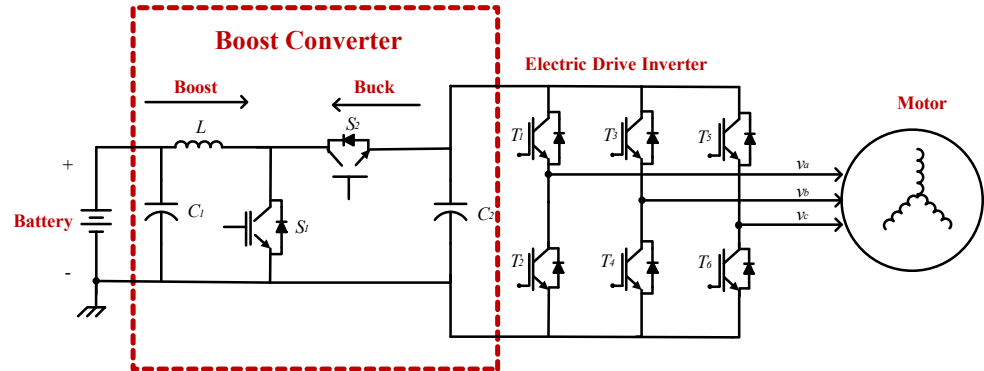 Boost Converter
Electric Drive Inverter
Motor
Boost
Buck
L
S2
T1
T3
T5
+
va
Battery
C1
S1
C2
vb
vc
-
T2
T4
T6